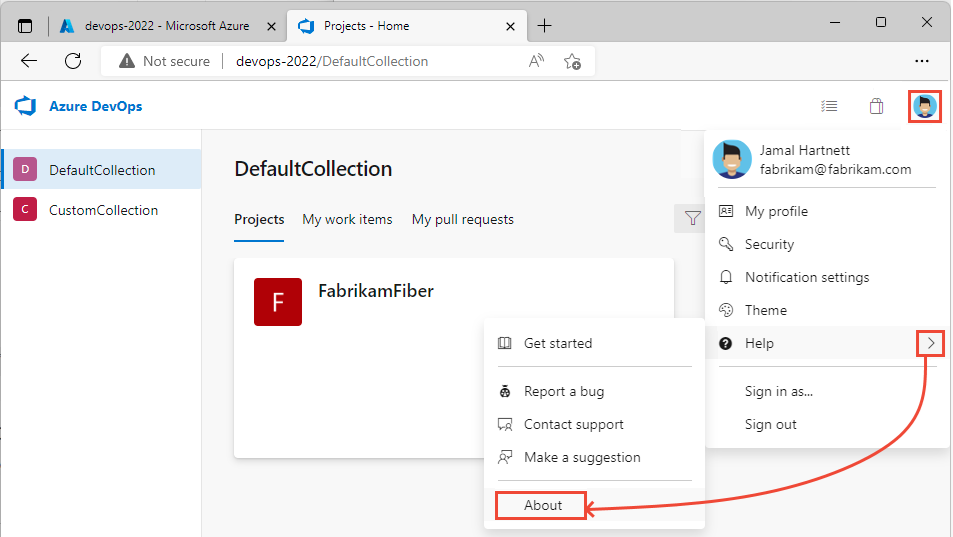 devops-2022 - Microsoft Azure
Projects - Home
Not secure
devops-2022/DefaultCollection
Azure DevOps
D
DefaultCollection
C
CustomCollection
DefaultCollection
Projects
My work items
My pull requests
F
FabrikamFiber
Jamal Hartnett
fabrikam@fabrikam.com
My profile
Security
Notification settings
Theme
Help
Sign in as...
Sign out
Get started
Report a bug
Contact support
Make a suggestion
About